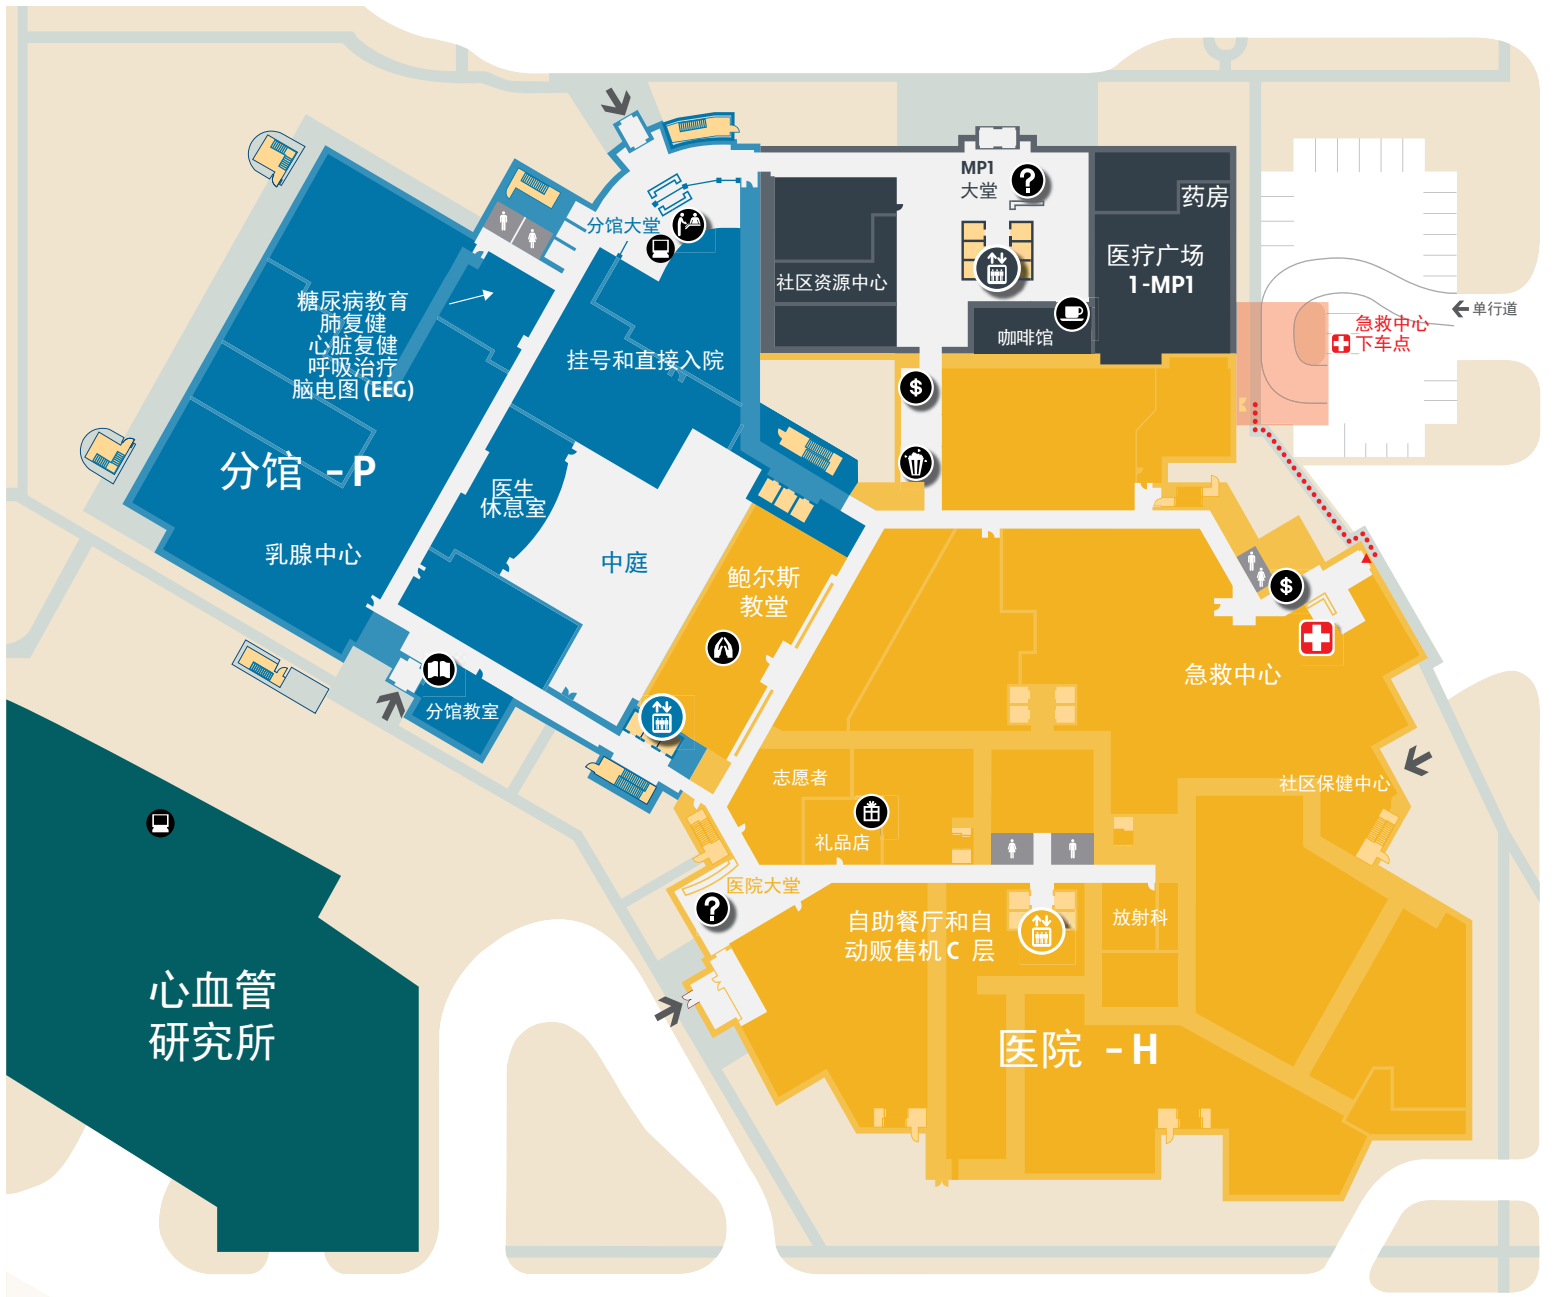 MP1
大堂
药房
分馆大堂
医疗广场
1-MP1
社区资源中心
糖尿病教育
肺复健
心脏复健
呼吸治疗
脑电图 (EEG)
单行道
急救中心
下车点
咖啡馆
挂号和直接入院
分馆 - P
医生
休息室
乳腺中心
中庭
鲍尔斯
教堂
急救中心
分馆教室
志愿者
社区保健中心
礼品店
医院大堂
自助餐厅和自
动贩售机 C 层
放射科
心血管
研究所
医院 - H